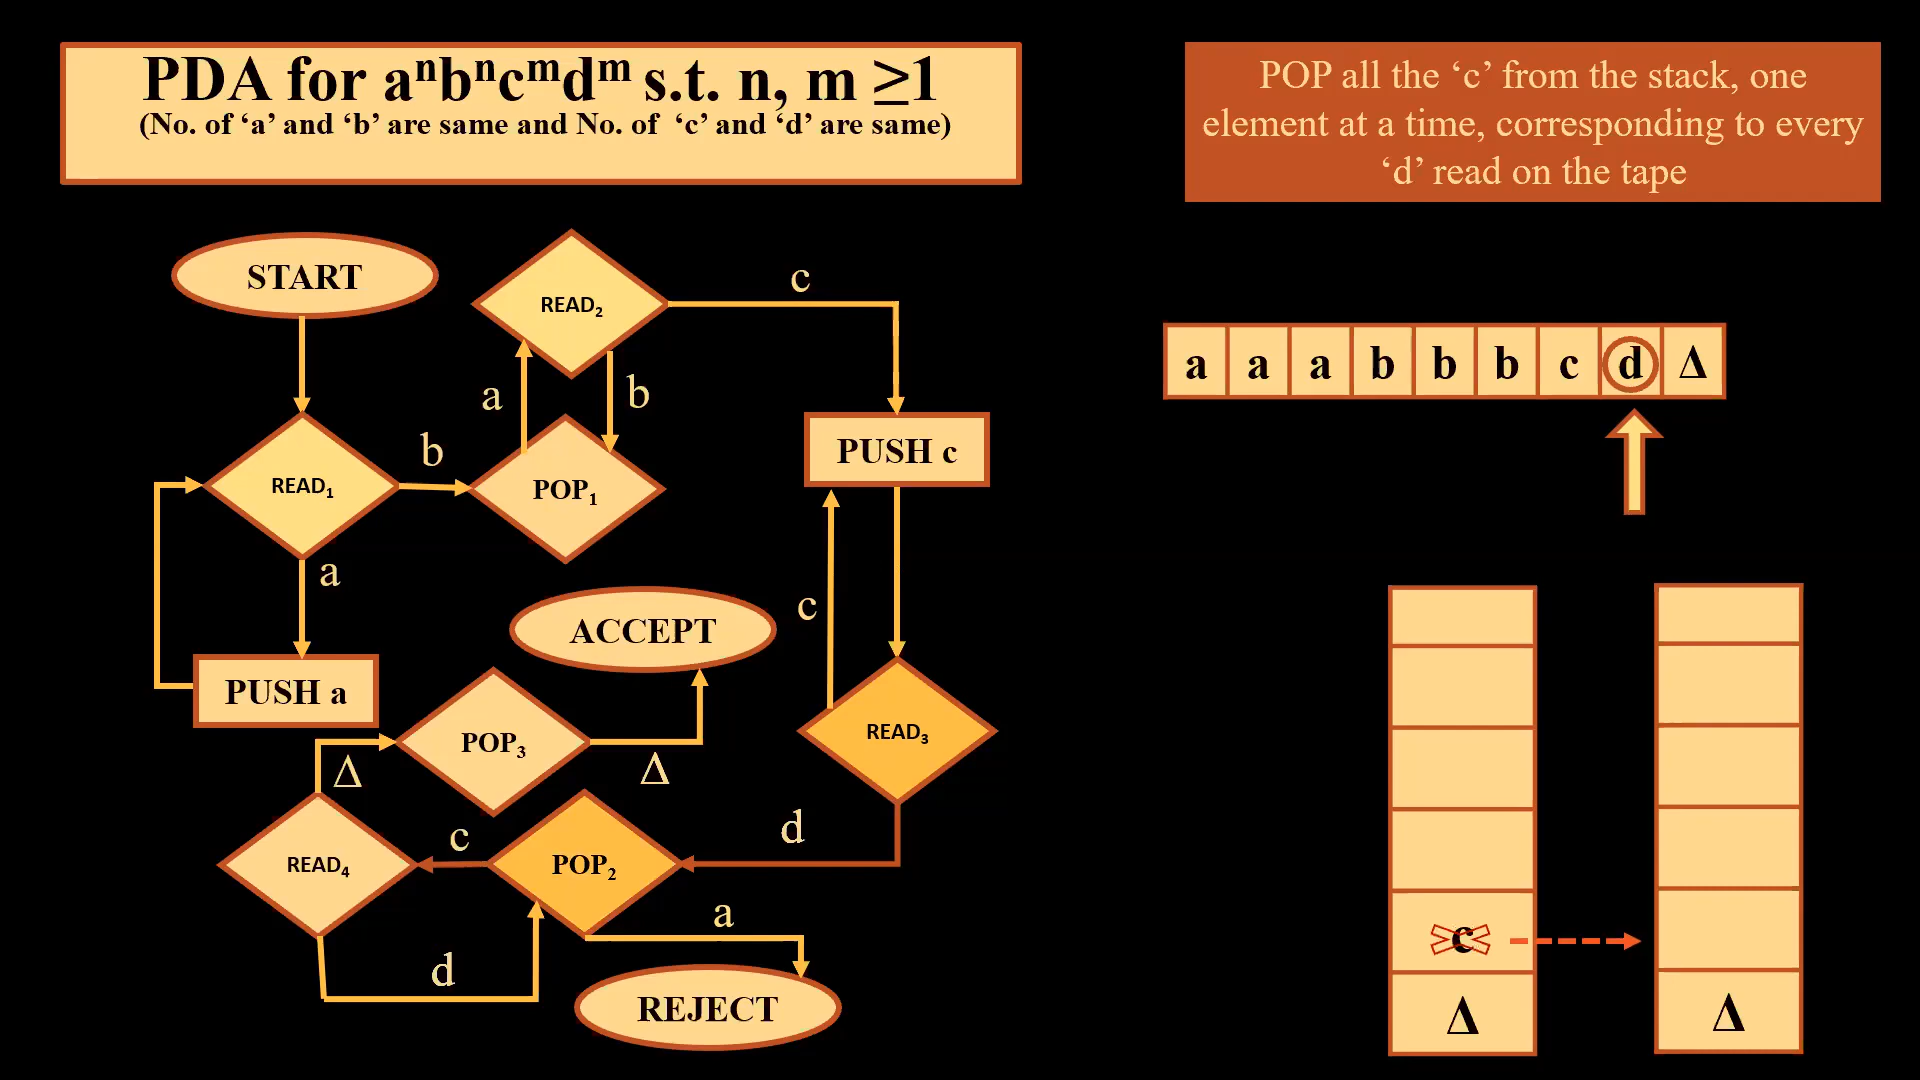 PDA for aⁿbⁿcᵐdᵐ s.t. n, m ≥1
(No. of ‘a’ and ‘b’ are same and No. of ‘c’ and ‘d’ are same)
POP all the ‘c’ from the stack, one
element at a time, corresponding to every
‘d’ read on the tape
START
READ₂
c
a
b
READ₁
b
POP₁
PUSH c
a
PUSH a
ACCEPT
c
READ₃
POP₃
Δ
Δ
READ₄
c
POP₂
d
a
d
REJECT
a a a b b b c d Δ
c
Δ
Δ